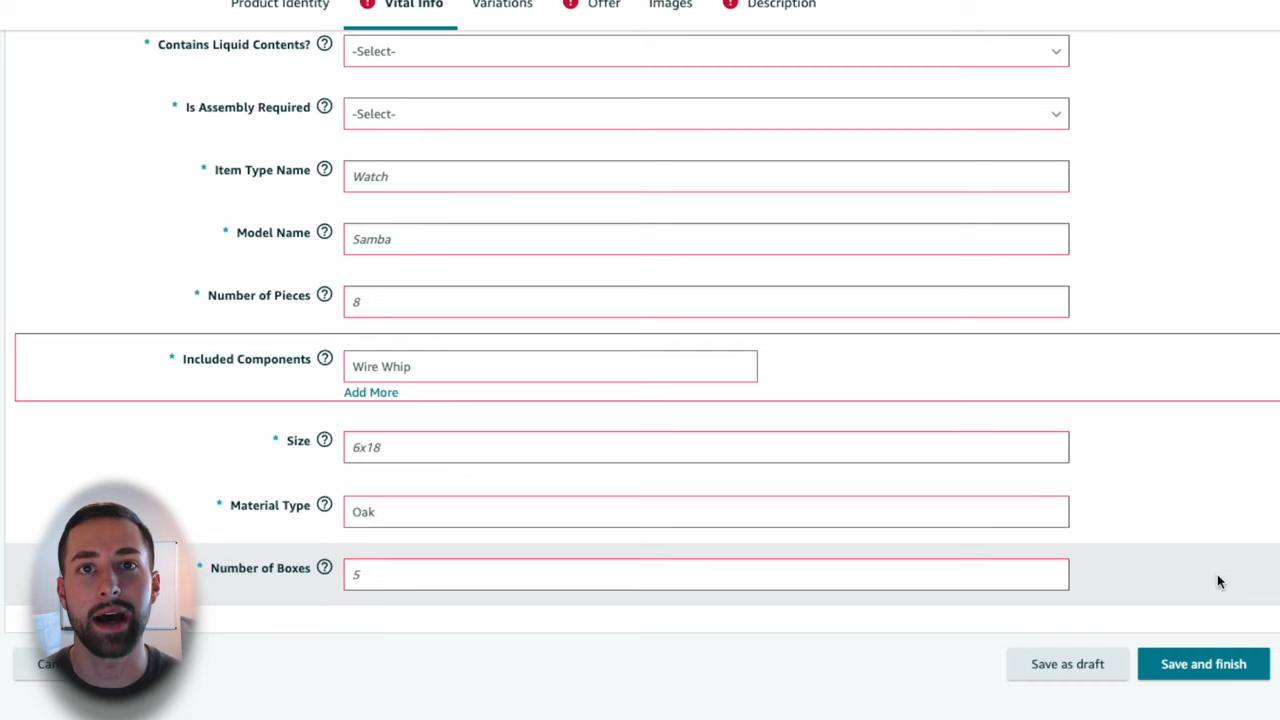 Product Identity ! Vital Info Variations ! Offer Images ! Description
* Contains Liquid Contents? ? -Select-
* Is Assembly Required ? -Select-
* Item Type Name ? Watch
* Model Name ? Samba
* Number of Pieces ? 8
* Included Components ? Wire Whip
Add More
* Size ? 6x18
* Material Type ? Oak
* Number of Boxes ? 5
Save as draft Save and finish